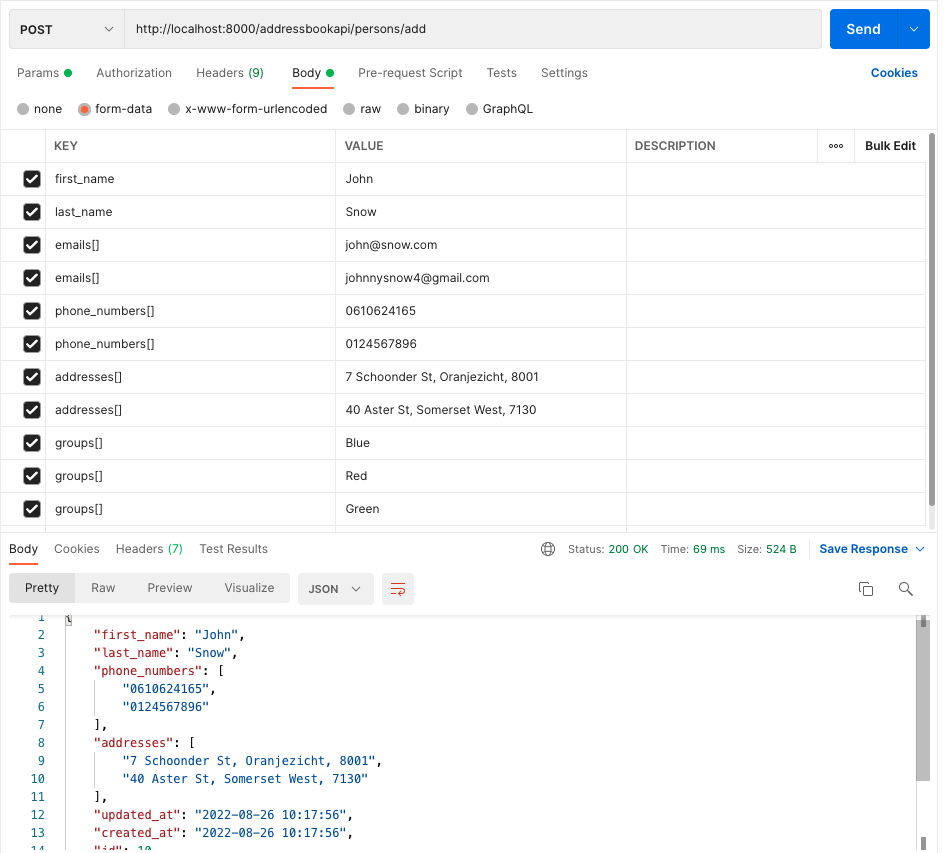 POST http://localhost:8000/addressbookapi/persons/add Send
Params Authorization Headers (9) Body Pre-request Script Tests Settings Cookies
none form-data x-www-form-urlencoded raw binary GraphQL
KEY VALUE DESCRIPTION ooo Bulk Edit
first_name John
last_name Snow
emails[] john@snow.com
emails[] johnnysnow4@gmail.com
phone_numbers[] 0610624165
phone_numbers[] 0124567896
addresses[] 7 Schoonder St, Oranjezicht, 8001
addresses[] 40 Aster St, Somerset West, 7130
groups[] Blue
groups[] Red
groups[] Green
Body Cookies Headers (7) Test Results Status: 200 OK Time: 69 ms Size: 524 B Save Response
Pretty Raw Preview Visualize JSON
1 {
2 "first_name": "John",
3 "last_name": "Snow",
4 "phone_numbers": [
5 "0610624165",
6 "0124567896"
7 ],
8 "addresses": [
9 "7 Schoonder St, Oranjezicht, 8001",
10 "40 Aster St, Somerset West, 7130"
11 ],
12 "updated_at": "2022-08-26 10:17:56",
13 "created_at": "2022-08-26 10:17:56",
14 "id": 10